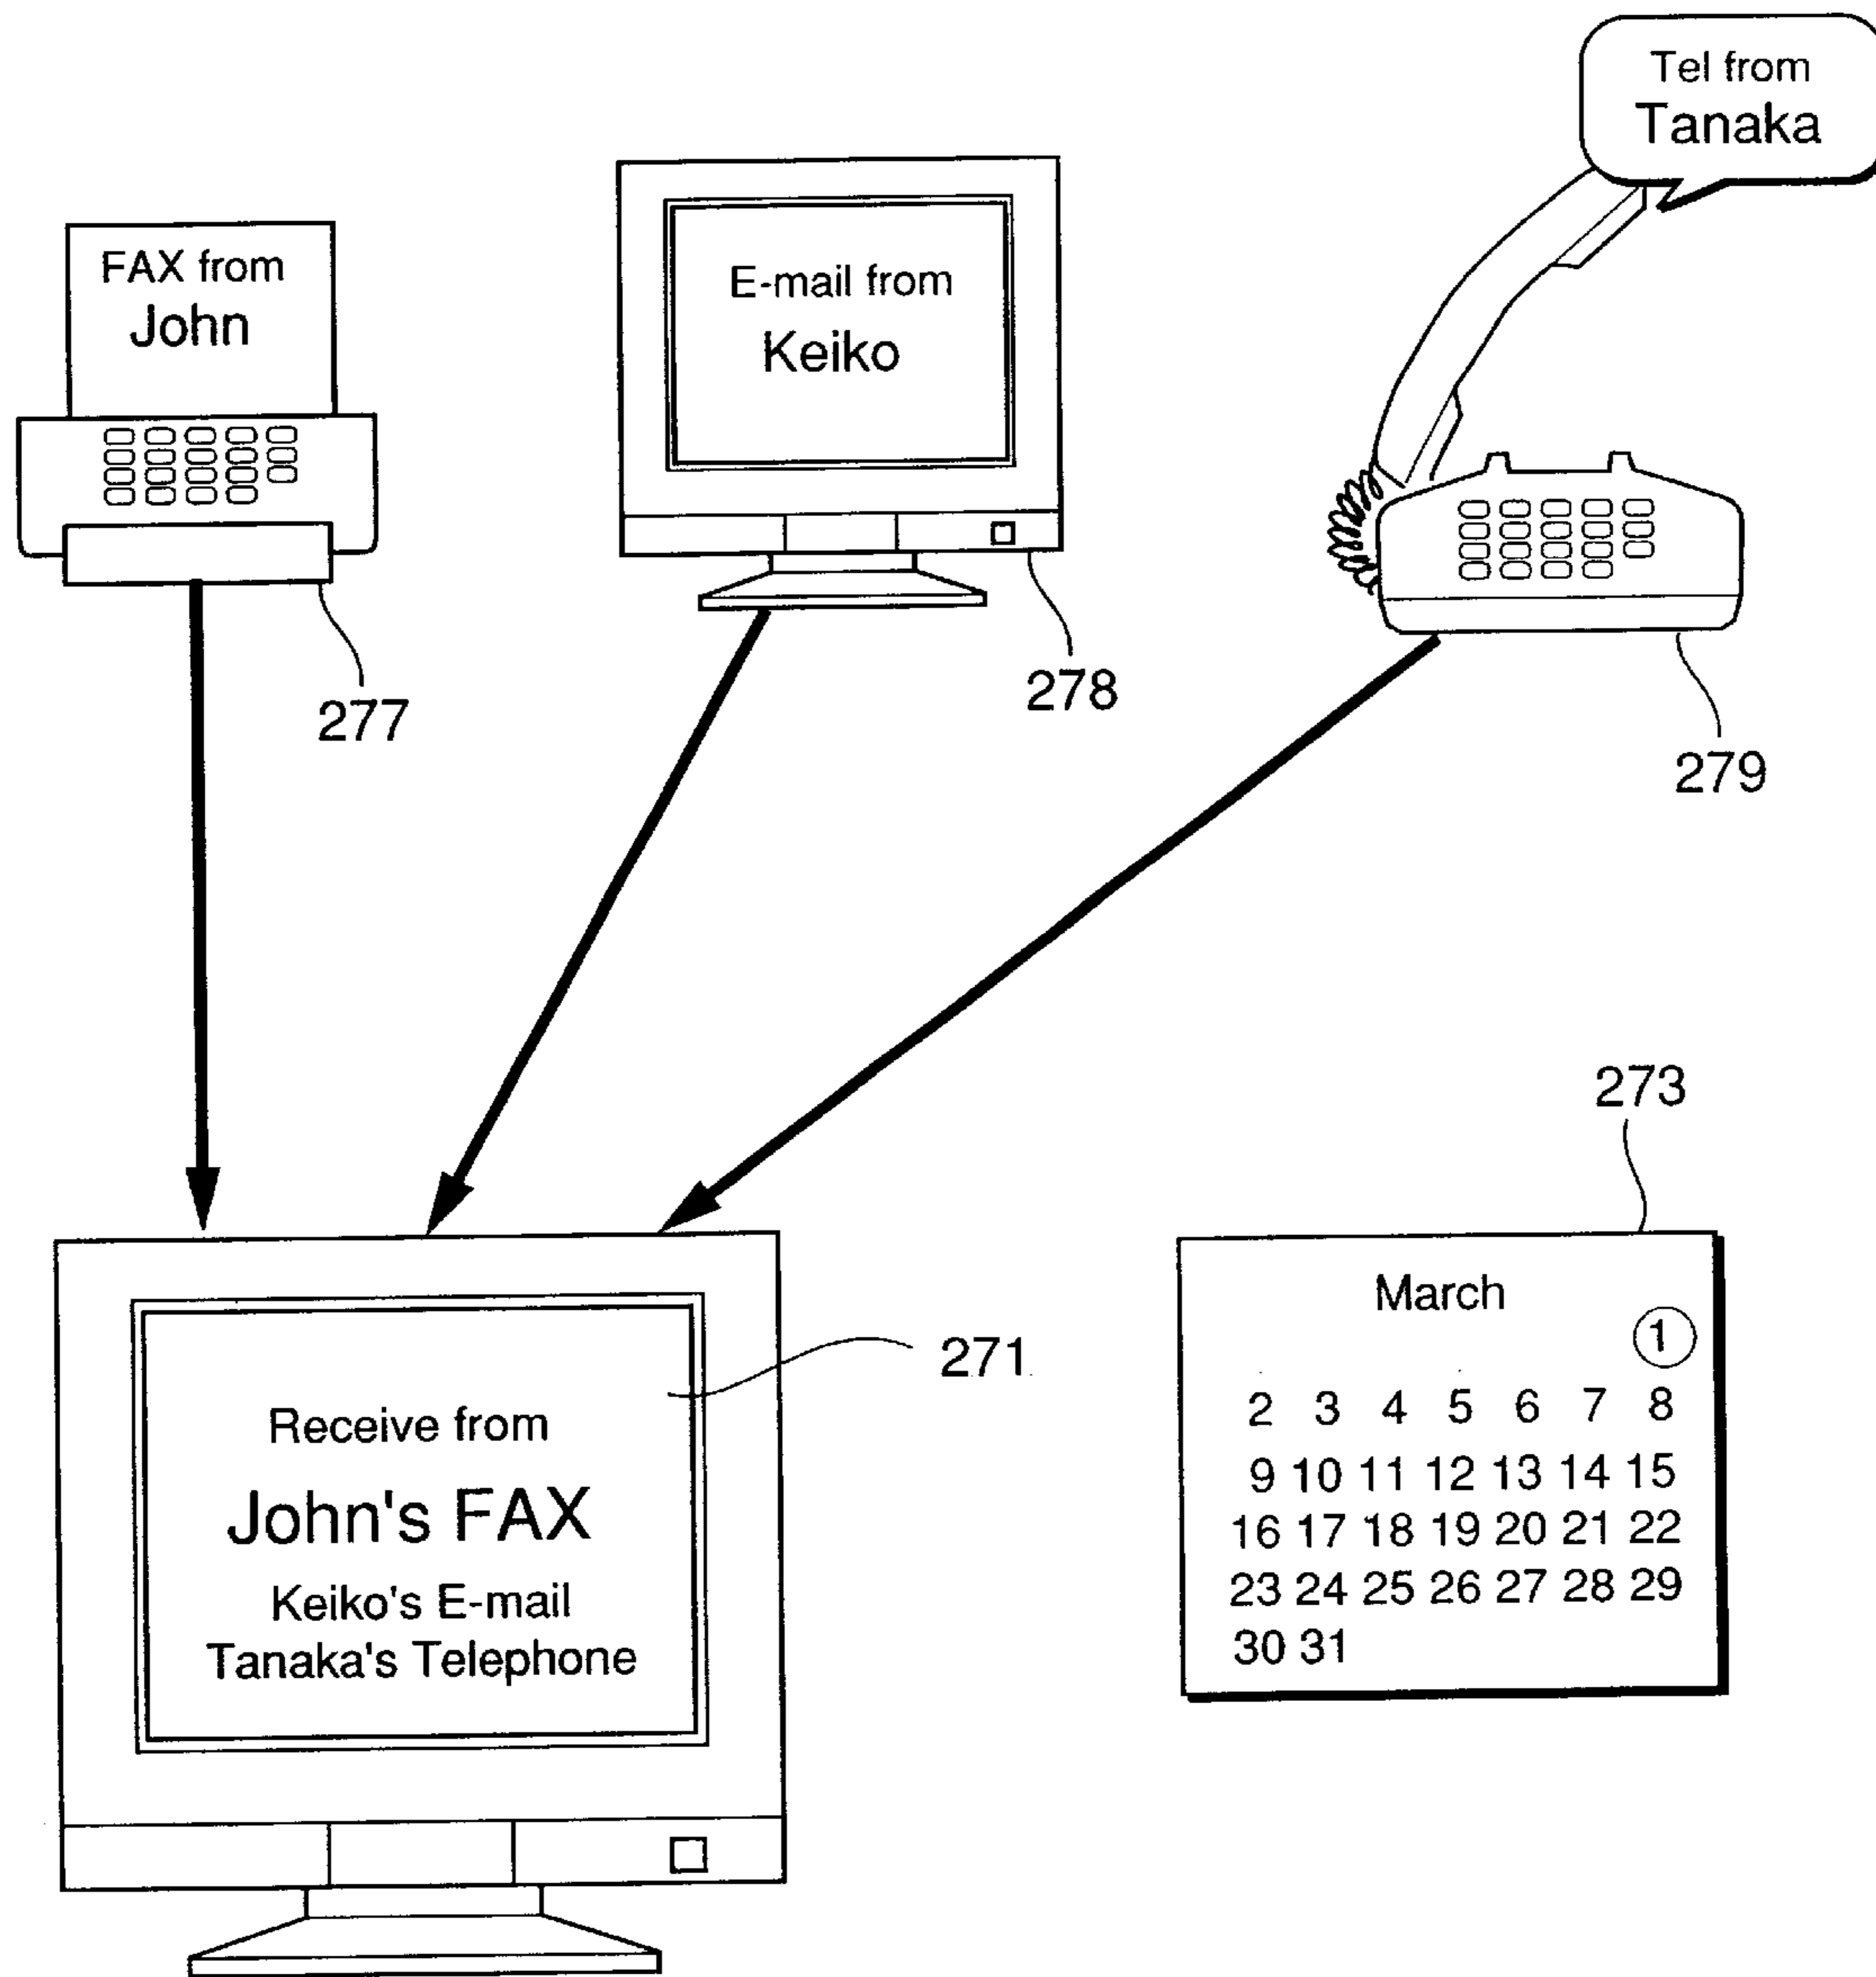 Tel from
Tanaka
FAX from
John
E-mail from
Keiko
277
278
279
273
271
Receive from
John's FAX
Keiko's E-mail
Tanaka's Telephone
March
1
2 3 4 5 6 7 8
9 10 11 12 13 14 15
16 17 18 19 20 21 22
23 24 25 26 27 28 29
30 31